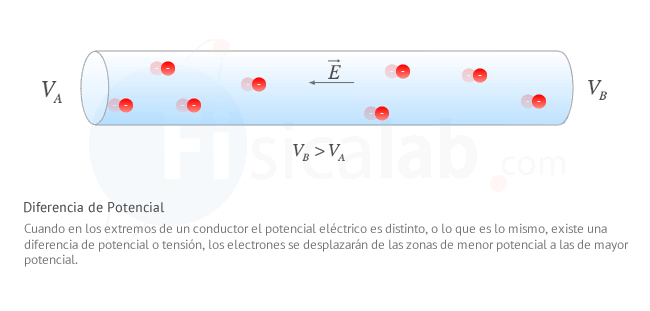 E
V_A
V_B
V_B > V_A
Fisicalab.com
Diferencia de Potencial
Cuando en los extremos de un conductor el potencial eléctrico es distinto, o lo que es lo mismo, existe una
diferencia de potencial o tensión, los electrones se desplazarán de las zonas de menor potencial a las de mayor
potencial.